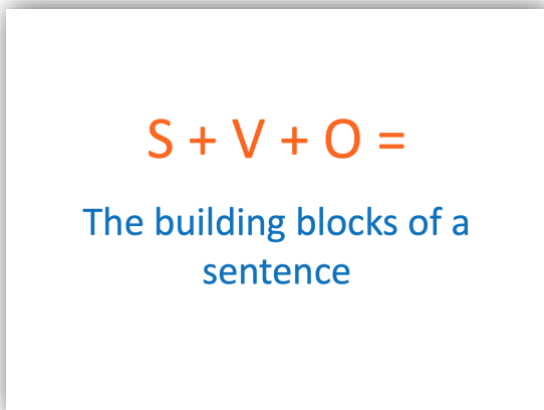 S + V + O =
The building blocks of a
sentence